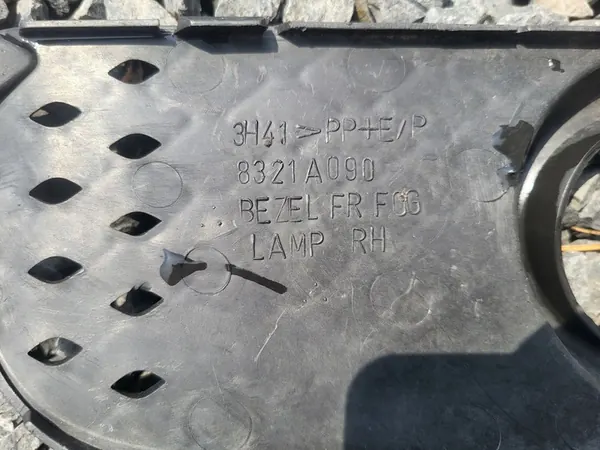 3H41 >PP+E/P
8321A090
BEZEL FR FOG
LAMP RH